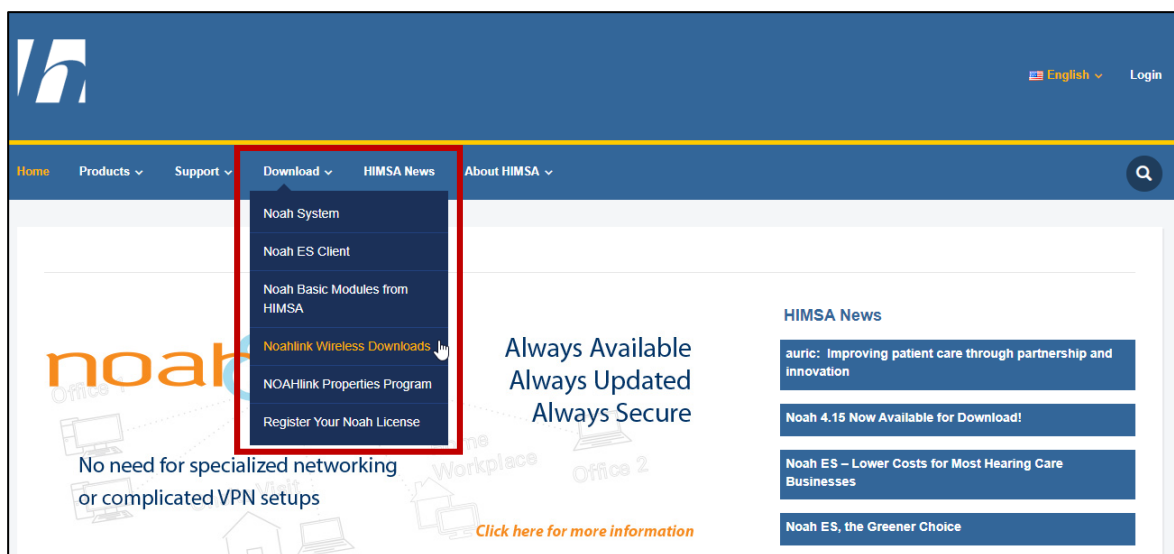 English
Login
Home
Products
Support
Download
HIMSA News
About HIMSA
Noah System
Noah ES Client
Noah Basic Modules from
HIMSA
Noahlink Wireless Downloads
NOAHlink Properties Program
Register Your Noah License
noah
Office
Always Available
Always Updated
Always Secure
Home
Workplace
Office 2
No need for specialized networking
or complicated VPN setups
Visit
Click here for more information
HIMSA News
auric: Improving patient care through partnership and
innovation
Noah 4.15 Now Available for Download!
Noah ES – Lower Costs for Most Hearing Care
Businesses
Noah ES, the Greener Choice